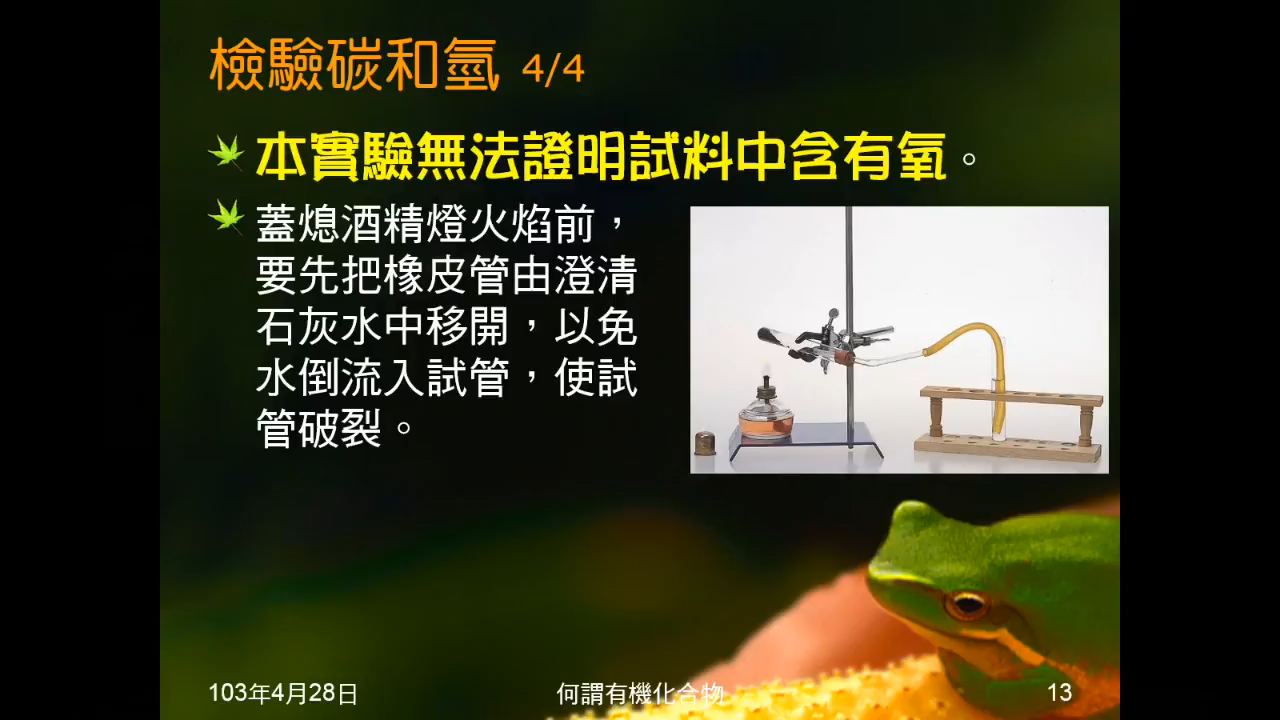 檢驗碳和氫 4/4
本實驗無法證明試料中含有氧。
蓋熄酒精燈火焰前，
要先把橡皮管由澄清
石灰水中移開，以免
水倒流入試管，使試
管破裂。
103年4月28日
何謂有機化合物
13